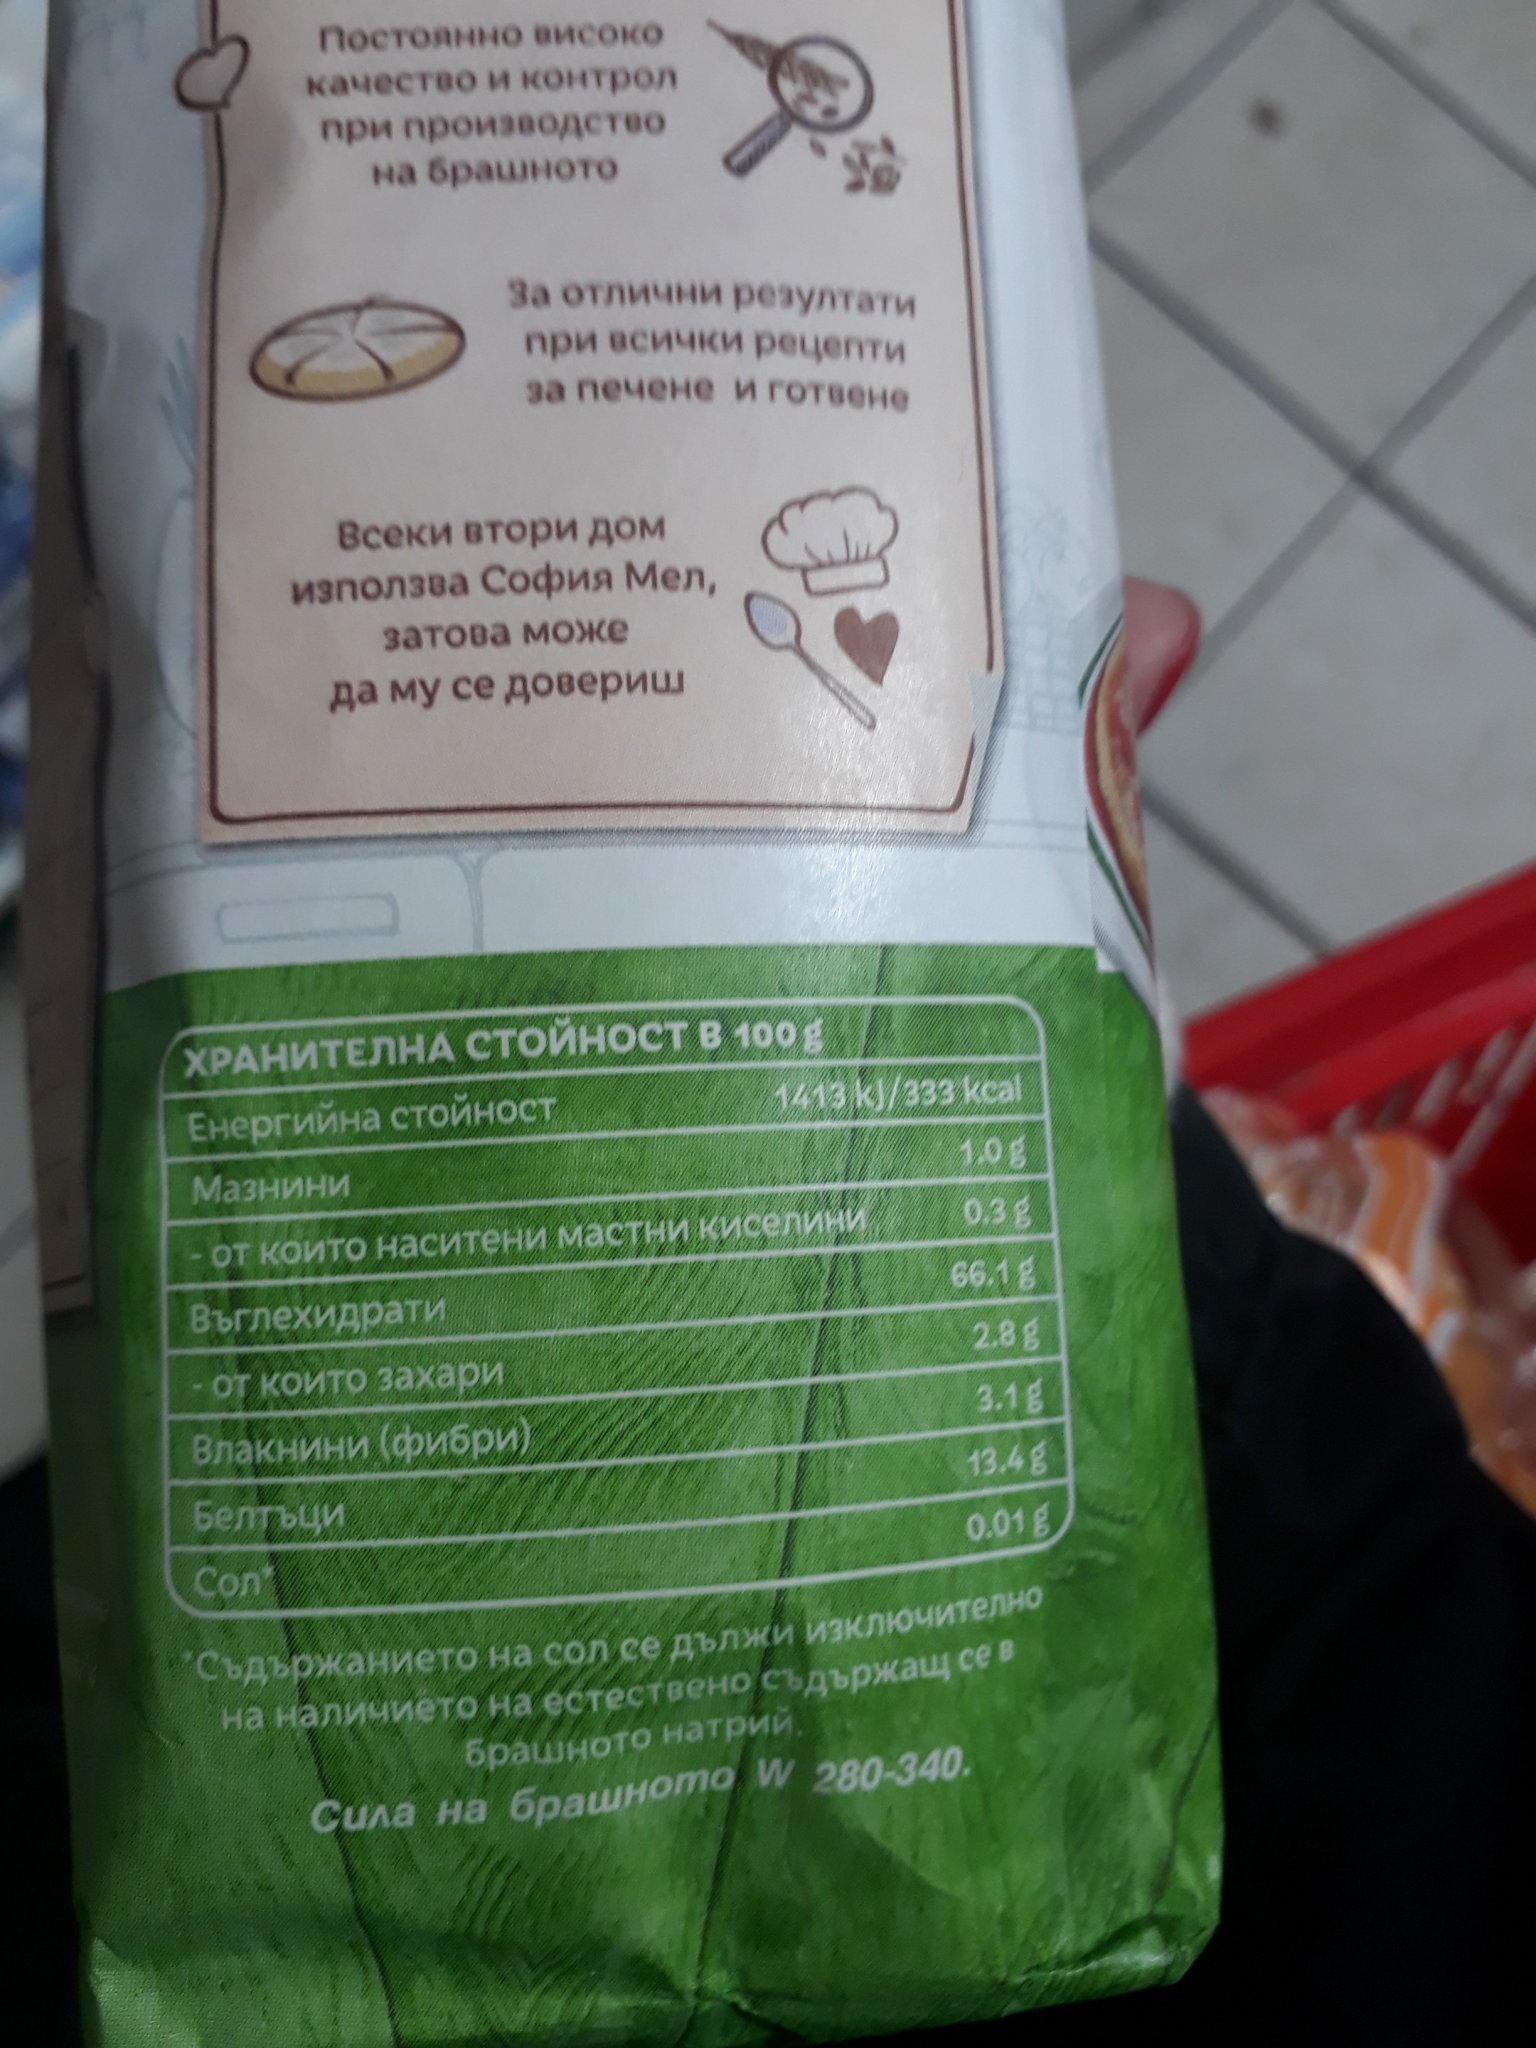 Постоянно високо
качество и контрол
при производство
на брашното
За отлични резултати
при всички рецепти
за печене и готвене
Всеки втори дом
използва София Мел,
затова може
да му се довериш
ХРАНИТЕЛНА СТОЙНОСТ В 100 g
Енергийна стойност 1413 kJ/333 kcal
Мазнини 1.0 g
- от които наситени мастни киселини 0.3 g
Въглехидрати 66.1 g
- от които захари 2.8 g
Влакнини (фибри) 3.1 g
Белтъци 13.4 g
Сол* 0.01 g
*Съдържанието на сол се дължи изключително
на наличието на естествено съдържащ се в
брашното натрий.
Сила на брашното W 280-340.